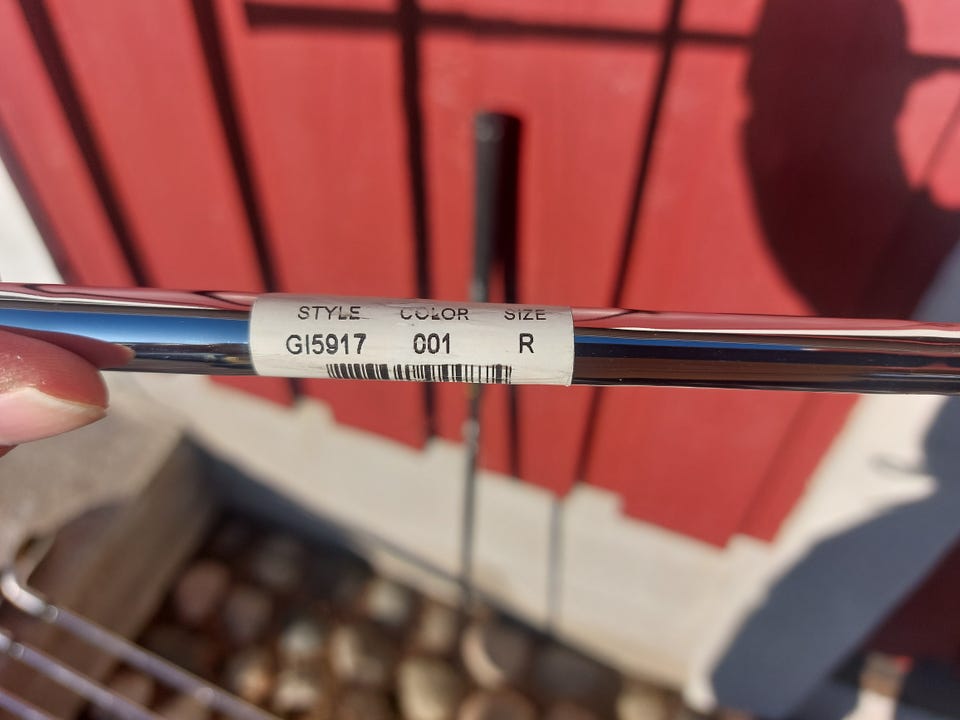 STYLE COLOR SIZE
GI5917 001 R